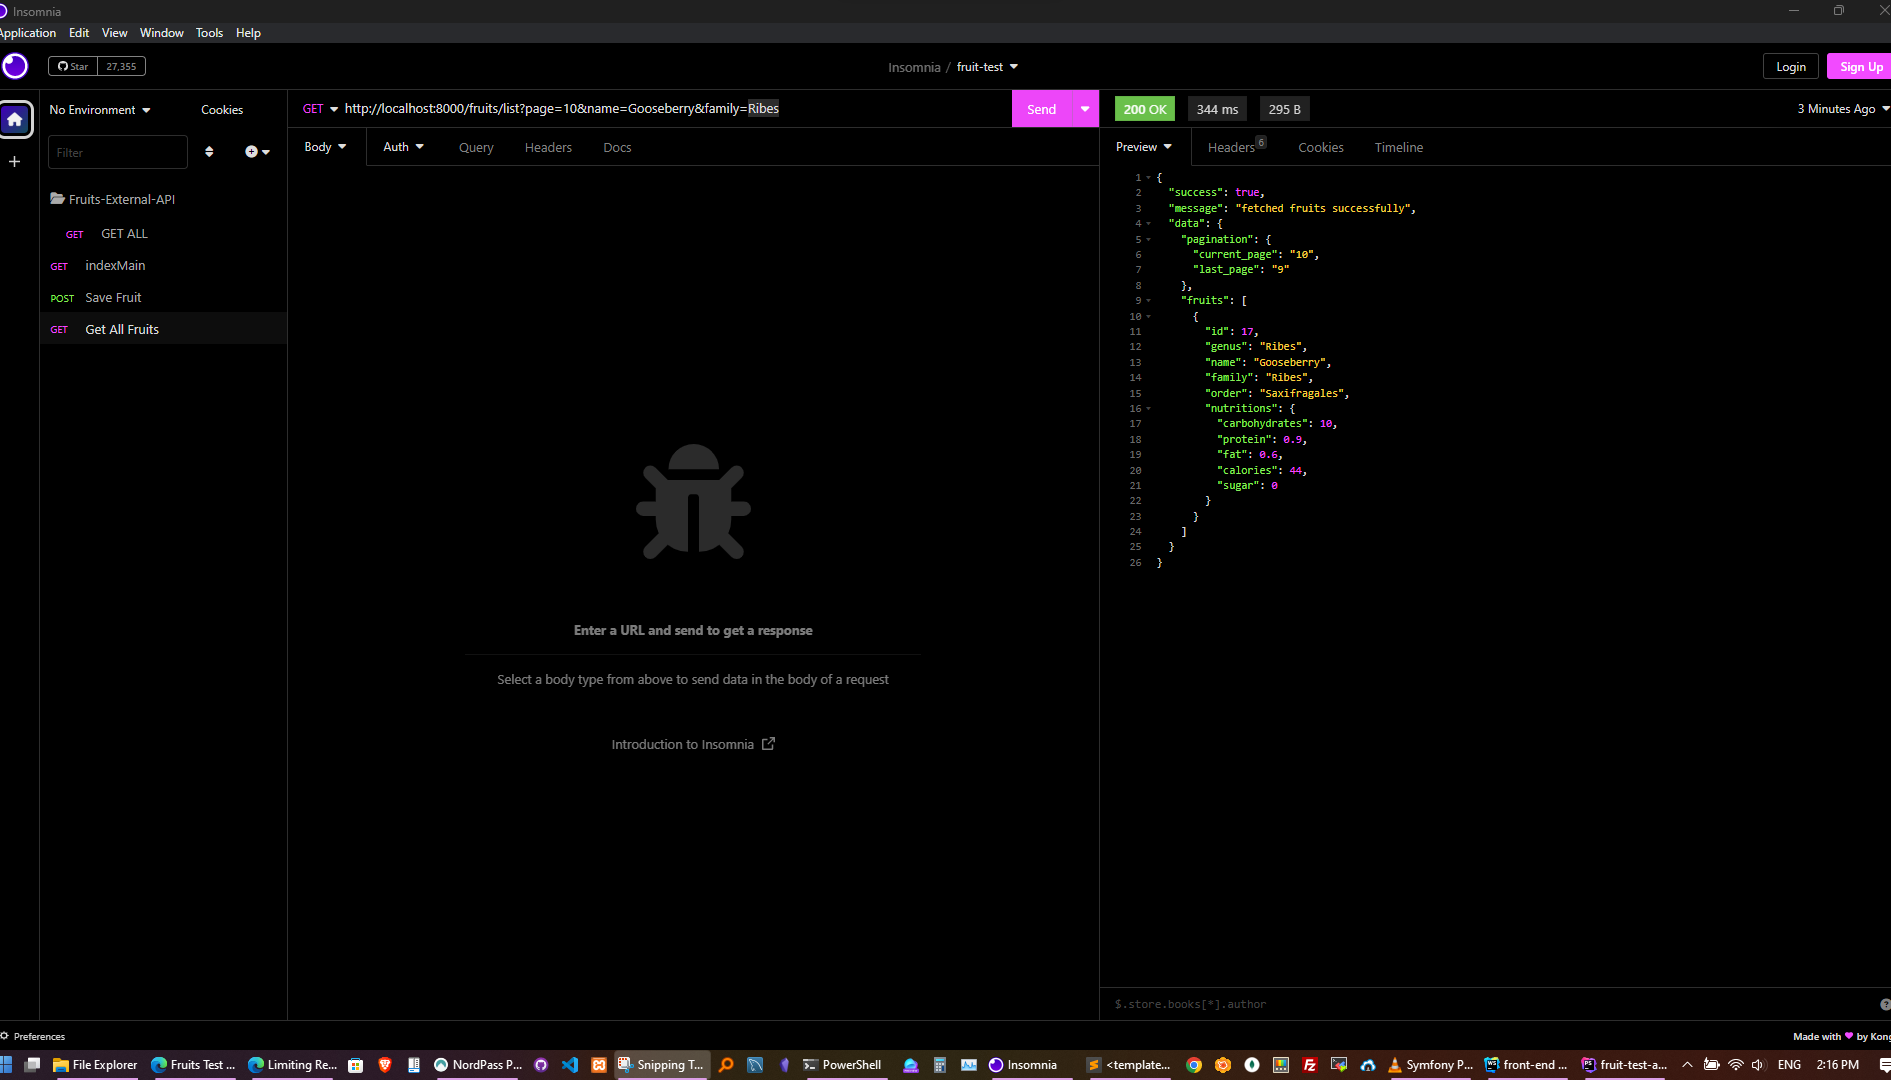 Insomnia
Application Edit View Window Tools Help
Star 27,355
Insomnia / fruit-test
Login Sign Up
No Environment Cookies
GET http://localhost:8000/fruits/list?page=10&name=Gooseberry&family=Ribes
Send
200 OK 344 ms 295 B
3 Minutes Ago
Filter
Body Auth Query Headers Docs
Preview Headers 6 Cookies Timeline
Fruits-External-API
GET GET ALL
GET indexMain
POST Save Fruit
GET Get All Fruits
1 {
2 "success": true,
3 "message": "fetched fruits successfully",
4 "data": {
5 "pagination": {
6 "current_page": "10",
7 "last_page": "9"
8 },
9 "fruits": [
10 {
11 "id": 17,
12 "genus": "Ribes",
13 "name": "Gooseberry",
14 "family": "Ribes",
15 "order": "Saxifragales",
16 "nutritions": {
17 "carbohydrates": 10,
18 "protein": 0.9,
19 "fat": 0.6,
20 "calories": 44,
21 "sugar": 0
22 }
23 }
24 ]
25 }
26 }
Enter a URL and send to get a response
Select a body type from above to send data in the body of a request
Introduction to Insomnia
$.store.books[*].author
Preferences
Made with ♥ by Kong
File Explorer Fruits Test ... Limiting Re... NordPass P... Snipping T... PowerShell Insomnia <template... Symfony P... front-end ... fruit-test-a... ENG 2:16 PM